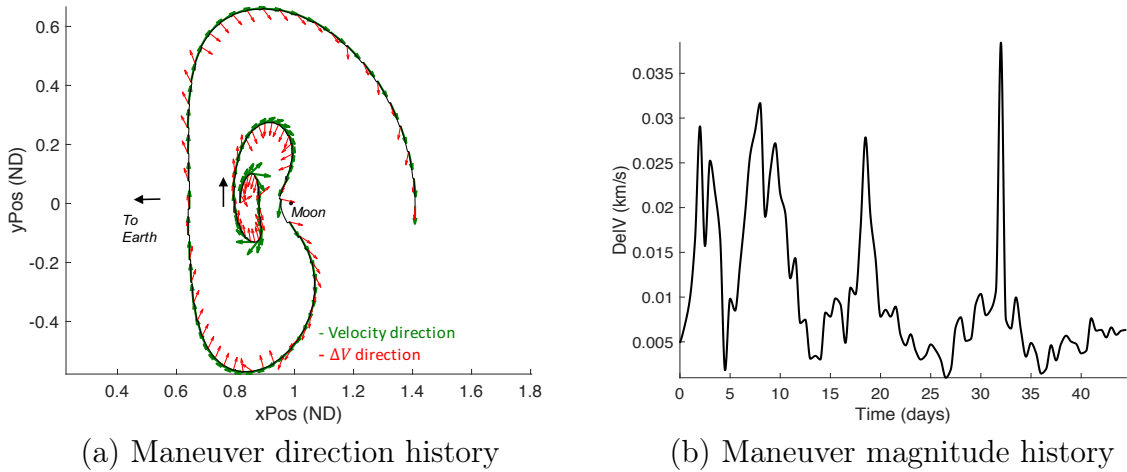 0.6
0.4
0.2
0
-0.2
-0.4
yPos (ND)
To
Earth
Moon
- Velocity direction
- ΔV direction
0.4 0.6 0.8 1 1.2 1.4 1.6 1.8
xPos (ND)
(a) Maneuver direction history
0.035
0.03
0.025
0.02
0.015
0.01
0.005
DelV (km/s)
0 5 10 15 20 25 30 35 40
Time (days)
(b) Maneuver magnitude history